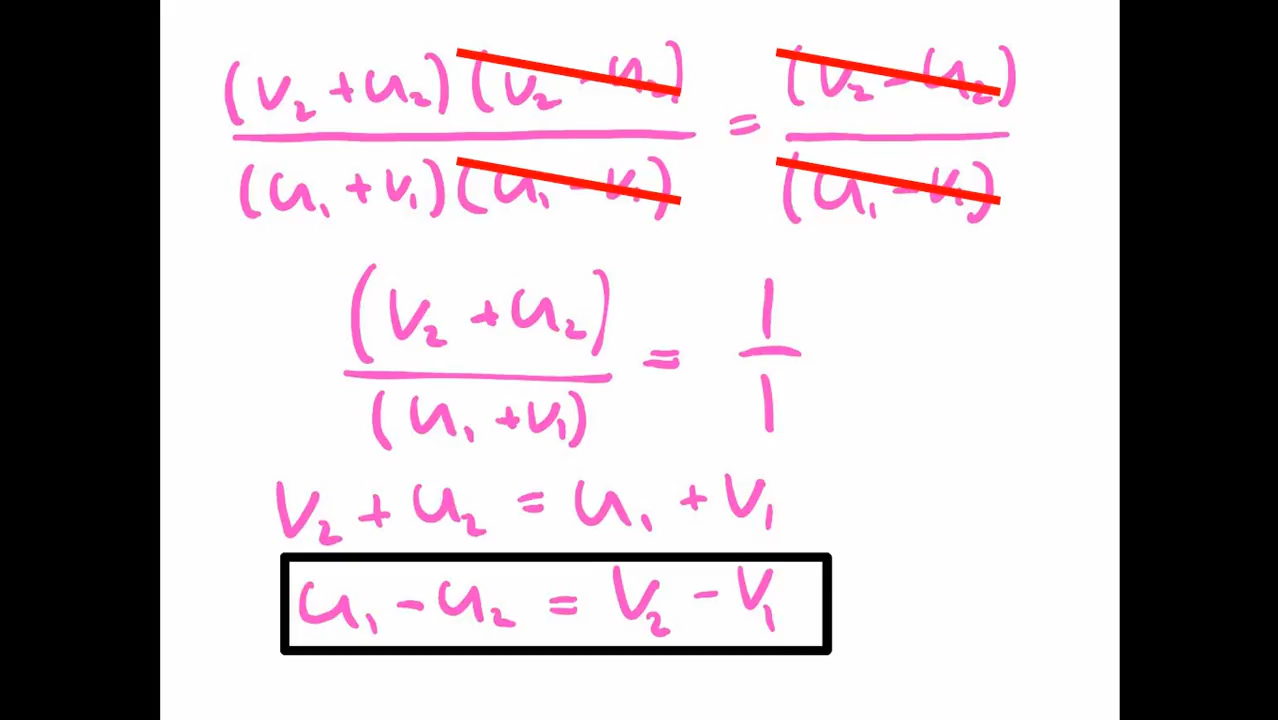 (v₂ + u₂)(v₂ - u₂) / (u₁ + v₁)(u₁ - v₁) = (v₂ - u₂) / (u₁ - v₁)
(v₂ + u₂) / (u₁ + v₁) = 1 / 1
v₂ + u₂ = u₁ + v₁
u₁ - u₂ = v₂ - v₁